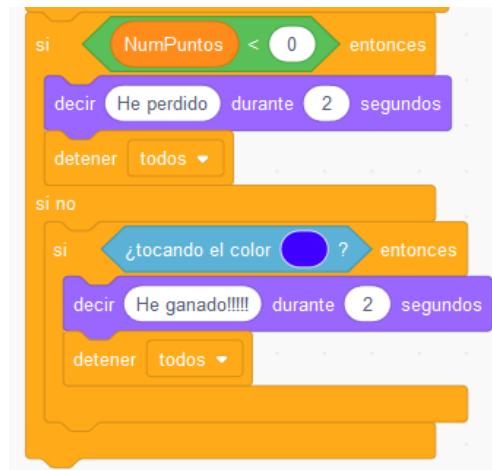 si NumPuntos < 0 entonces
decir He perdido durante 2 segundos
detener todos
si no
si ¿tocando el color ? entonces
decir He ganado!!!!! durante 2 segundos
detener todos